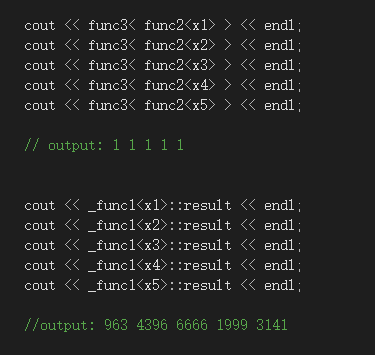 cout << func3< func2<x1> > << endl;
cout << func3< func2<x2> > << endl;
cout << func3< func2<x3> > << endl;
cout << func3< func2<x4> > << endl;
cout << func3< func2<x5> > << endl;
// output: 1 1 1 1 1
cout << _func1<x1>::result << endl;
cout << _func1<x2>::result << endl;
cout << _func1<x3>::result << endl;
cout << _func1<x4>::result << endl;
cout << _func1<x5>::result << endl;
//output: 963 4396 6666 1999 3141